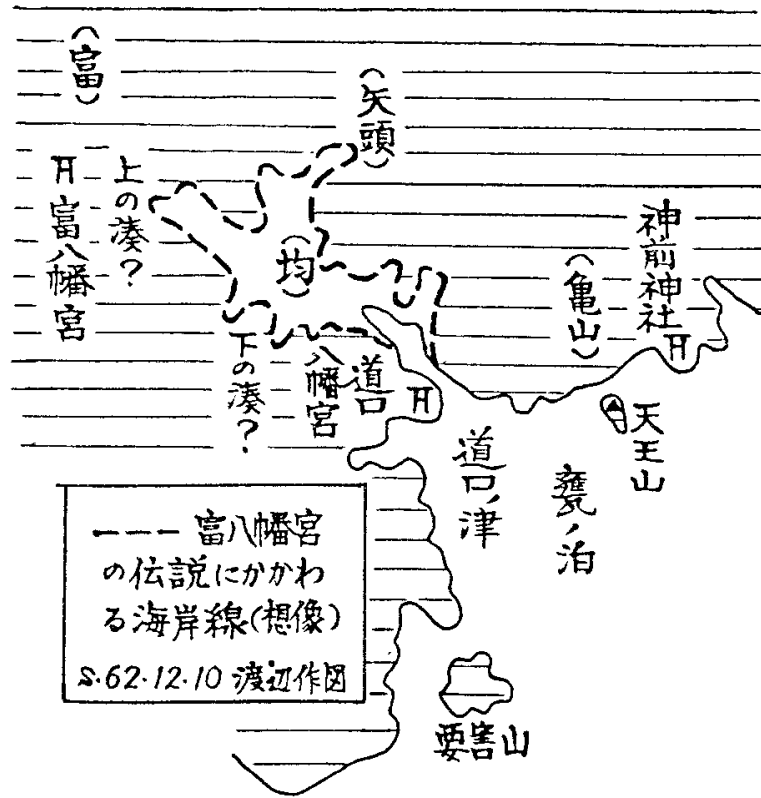 (富)
富八幡宮
上の湊？
(矢頭)
(均)
下の湊？
八幡宮
道口
(亀山)
神前神社
天王山
道口ノ津
甕ノ泊
要害山
--- 富八幡宮
の伝説にかかわ
る海岸線(想像)
S.62.12.10 渡辺作図